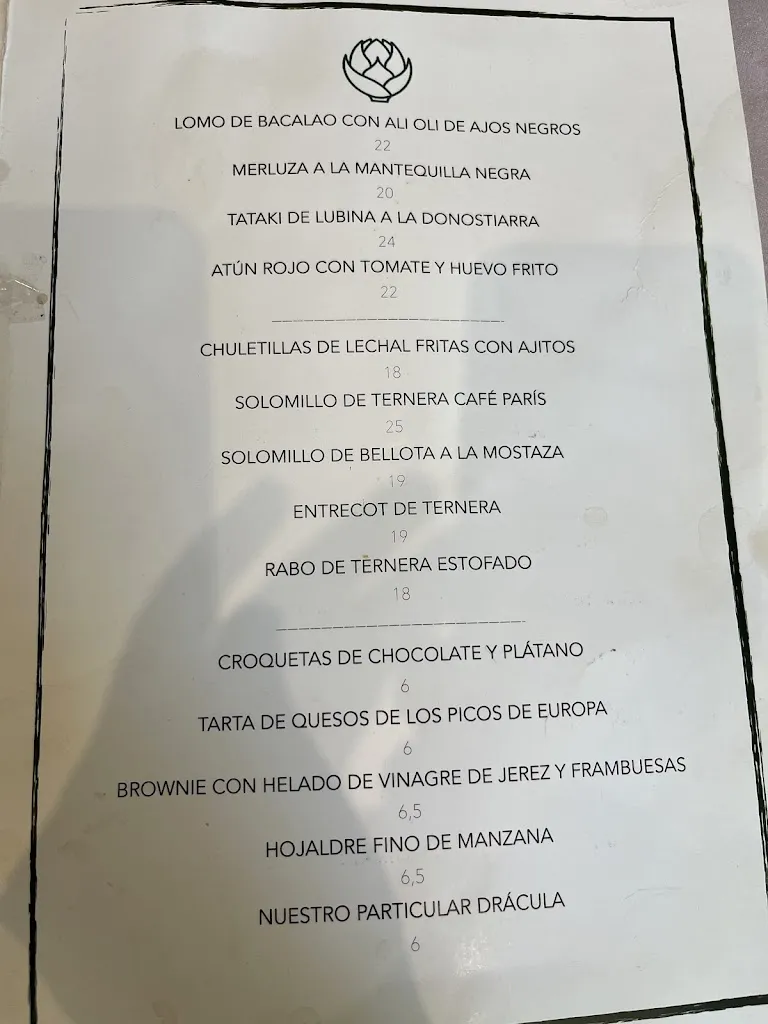 LOMO DE BACALAO CON ALI OLI DE AJOS NEGROS
22
MERLUZA A LA MANTEQUILLA NEGRA
20
TATAKI DE LUBINA A LA DONOSTIARRA
24
ATÚN ROJO CON TOMATE Y HUEVO FRITO
22
CHULETILLAS DE LECHAL FRITAS CON AJITOS
18
SOLOMILLO DE TERNERA CAFÉ PARÍS
25
SOLOMILLO DE BELLOTA A LA MOSTAZA
19
ENTRECOT DE TERNERA
19
RABO DE TERNERA ESTOFADO
18
CROQUETAS DE CHOCOLATE Y PLÁTANO
6
TARTA DE QUESOS DE LOS PICOS DE EUROPA
6
BROWNIE CON HELADO DE VINAGRE DE JEREZ Y FRAMBUESAS
6,5
HOJALDRE FINO DE MANZANA
6,5
NUESTRO PARTICULAR DRÁCULA
6